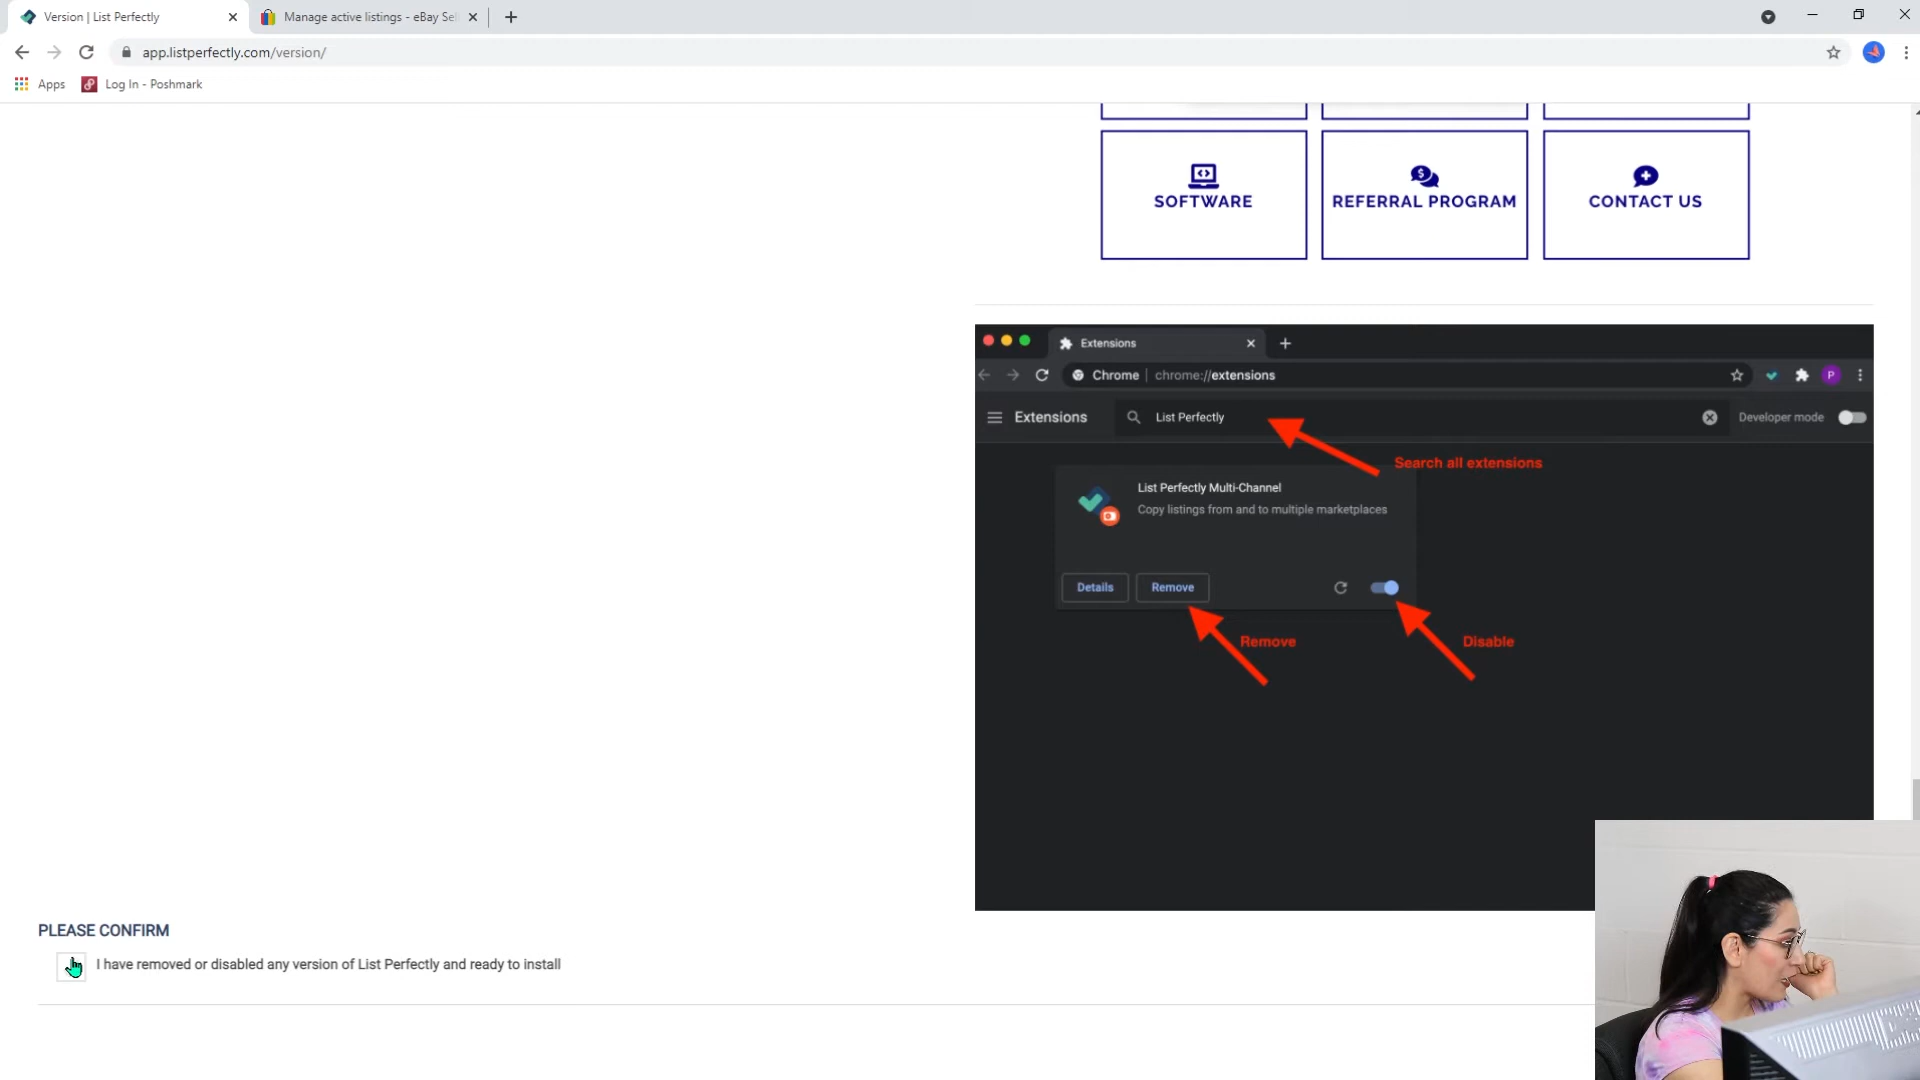 Version | List Perfectly
Manage active listings - eBay Sel
app.listperfectly.com/version/
Apps
Log In - Poshmark
SOFTWARE
REFERRAL PROGRAM
CONTACT US
Extensions
Chrome | chrome://extensions
Extensions
List Perfectly
Developer mode
Search all extensions
List Perfectly Multi-Channel
Copy listings from and to multiple marketplaces
Details
Remove
Remove
Disable
PLEASE CONFIRM
I have removed or disabled any version of List Perfectly and ready to install